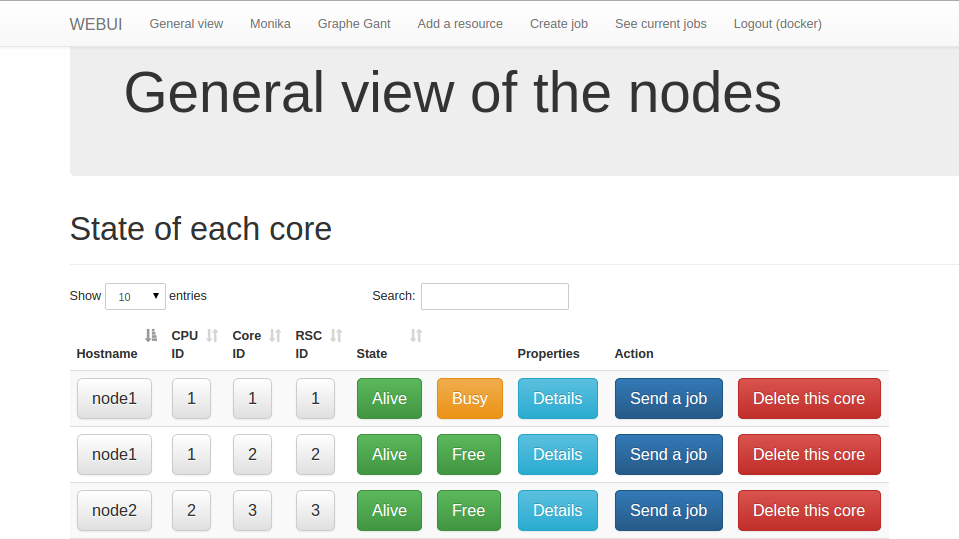 WEBUI General view Monika Graphe Gant Add a resource Create job See current jobs Logout (docker)
General view of the nodes
State of each core
Show 10 entries Search:
Hostname CPU ID Core ID RSC ID State Properties Action
node1 1 1 1 Alive Busy Details Send a job Delete this core
node1 1 2 2 Alive Free Details Send a job Delete this core
node2 2 3 3 Alive Free Details Send a job Delete this core